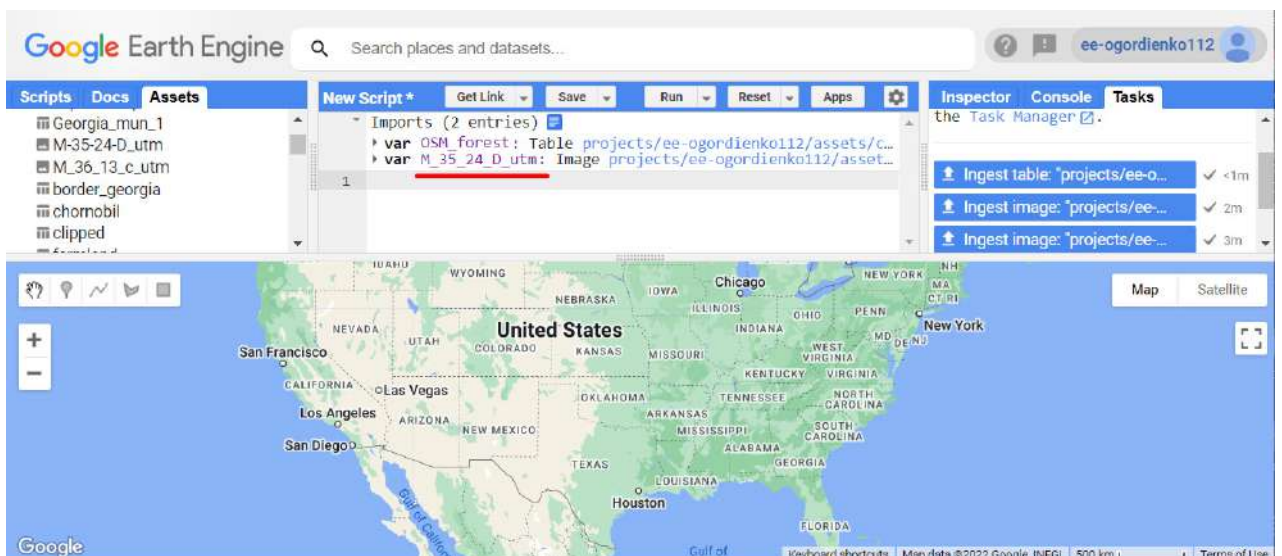 Google Earth Engine
Search places and datasets...
ee-ogordienko112
Scripts Docs Assets
Georgia_mun_1
M-35-24-D_utm
M_36_13_c_utm
border_georgia
chornobil
clipped
New Script *
Get Link
Save
Run
Reset
Apps
Imports (2 entries)
var OSM_forest: Table projects/ee-ogordienko112/assets/c…
var M_35_24_D_utm: Image projects/ee-ogordienko112/asset…
1
Inspector Console Tasks
the Task Manager.
Ingest table: "projects/ee-o... <1m
Ingest image: "projects/ee-... 2m
Ingest image: "projects/ee-... 3m
Map Satellite
IDAHO
WYOMING
NEBRASKA
IOWA
Chicago
NEW YORK
NH
MA
CT RI
ILLINOIS
INDIANA
OHIO
PENN
New York
NEVADA
UTAH
COLORADO
United States
KANSAS
MISSOURI
WEST
VIRGINIA
MD
DE
NJ
San Francisco
KENTUCKY
VIRGINIA
CALIFORNIA
Las Vegas
OKLAHOMA
TENNESSEE
NORTH
CAROLINA
Los Angeles
ARIZONA
NEW MEXICO
ARKANSAS
MISSISSIPPI
SOUTH
CAROLINA
San Diego
ALABAMA
GEORGIA
TEXAS
LOUISIANA
Houston
FLORIDA
Gulf of California
Gulf of
Google
Keyboard shortcuts
Map data ©2022 Google, INEGI
500 km
Terms of Use